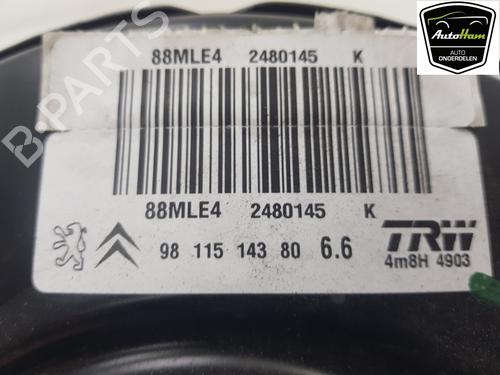 88MLE4 2480145 K
88MLE4 2480145 K
98 115 143 80 6.6
TRW
4m8H 4903
B-PARTS
AutoHam
AUTO
ONDERDELEN